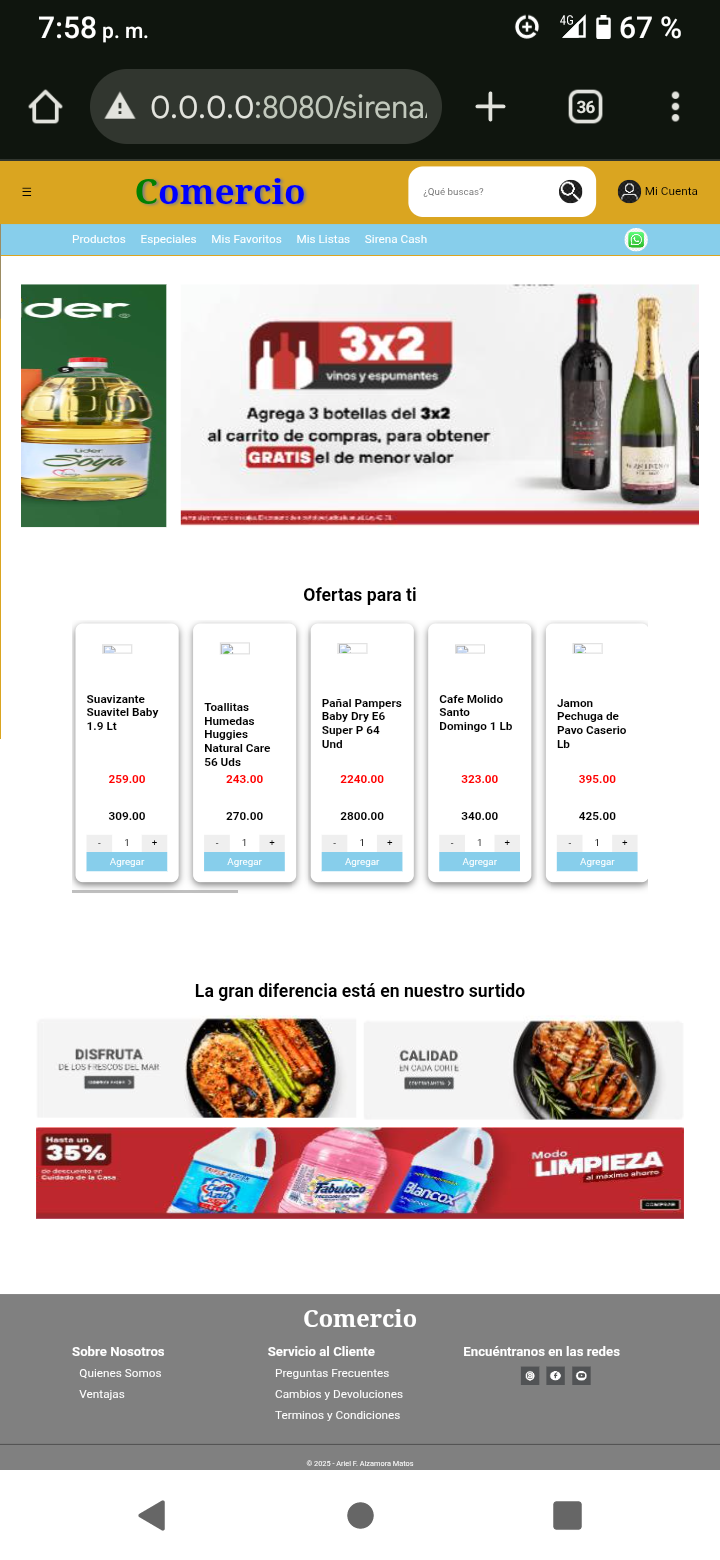 7:58 p. m.
4G
67 %
0.0.0.0:8080/sirena
36
☰
Comercio
¿Qué buscas?
Mi Cuenta
Productos
Especiales
Mis Favoritos
Mis Listas
Sirena Cash
der
5
Líder
Soya
3x2
vinos y espumantes
Agrega 3 botellas del 3x2
al carrito de compras, para obtener
GRATIS el de menor valor
Ofertas para ti
Suavizante
Suavitel Baby
1.9 Lt
259.00
309.00
- 1 +
Agregar
Toallitas
Humedas
Huggies
Natural Care
56 Uds
243.00
270.00
- 1 +
Agregar
Pañal Pampers
Baby Dry E6
Super P 64
Und
2240.00
2800.00
- 1 +
Agregar
Cafe Molido
Santo
Domingo 1 Lb
323.00
340.00
- 1 +
Agregar
Jamon
Pechuga de
Pavo Caserio
Lb
395.00
425.00
- 1 +
Agregar
La gran diferencia está en nuestro surtido
DISFRUTA
DE LOS FRESCOS DEL MAR
CALIDAD
EN CADA CORTE
Hasta un
35%
de descuento en
Cuidado de la Casa
Fabuloso
Blancox
Modo
LIMPIEZA
al máximo ahorro
COMPRAR
Comercio
Sobre Nosotros
Quienes Somos
Ventajas
Servicio al Cliente
Preguntas Frecuentes
Cambios y Devoluciones
Terminos y Condiciones
Encuéntranos en las redes
© 2025 - Ariel F. Alzamora Matos